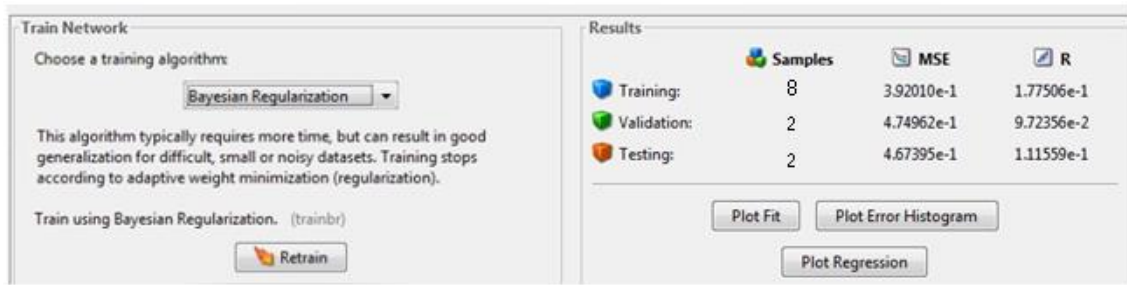 Train Network
Choose a training algorithm:
Bayesian Regularization
This algorithm typically requires more time, but can result in good
generalization for difficult, small or noisy datasets. Training stops
according to adaptive weight minimization (regularization).
Train using Bayesian Regularization. (trainbr)
Retrain
Results
Samples MSE R
Training: 8 3.92010e-1 1.77506e-1
Validation: 2 4.74962e-1 9.72356e-2
Testing: 2 4.67395e-1 1.11559e-1
Plot Fit Plot Error Histogram
Plot Regression